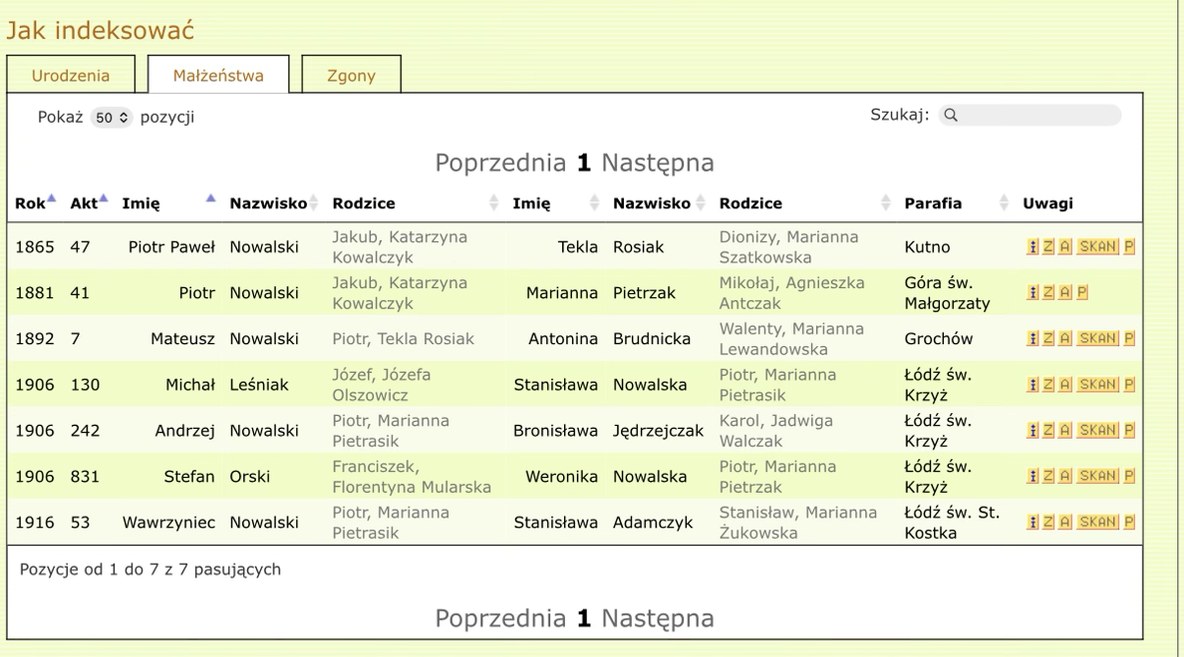 Jak indeksować
Urodzenia Małżeństwa Zgony
Pokaż 50 pozycji Szukaj:
Poprzednia 1 Następna
Rok Akt Imię Nazwisko Rodzice Imię Nazwisko Rodzice Parafia Uwagi
1865 47 Piotr Paweł Nowalski Jakub, Katarzyna Kowalczyk Tekla Rosiak Dionizy, Marianna Szatkowska Kutno i Z A SKAN P
1881 41 Piotr Nowalski Jakub, Katarzyna Kowalczyk Marianna Pietrzak Mikołaj, Agnieszka Antczak Góra św. Małgorzaty i Z A P
1892 7 Mateusz Nowalski Piotr, Tekla Rosiak Antonina Brudnicka Walenty, Marianna Lewandowska Grochów i Z A SKAN P
1906 130 Michał Leśniak Józef, Józefa Olszowicz Stanisława Nowalska Piotr, Marianna Pietrasik Łódź św. Krzyż i Z A SKAN P
1906 242 Andrzej Nowalski Piotr, Marianna Pietrasik Bronisława Jędrzejczak Karol, Jadwiga Walczak Łódź św. Krzyż i Z A SKAN P
1906 831 Stefan Orski Franciszek, Florentyna Mularska Weronika Nowalska Piotr, Marianna Pietrzak Łódź św. Krzyż i Z A SKAN P
1916 53 Wawrzyniec Nowalski Piotr, Marianna Pietrasik Stanisława Adamczyk Stanisław, Marianna Żukowska Łódź św. St. Kostka i Z A SKAN P
Pozycje od 1 do 7 z 7 pasujących
Poprzednia 1 Następna